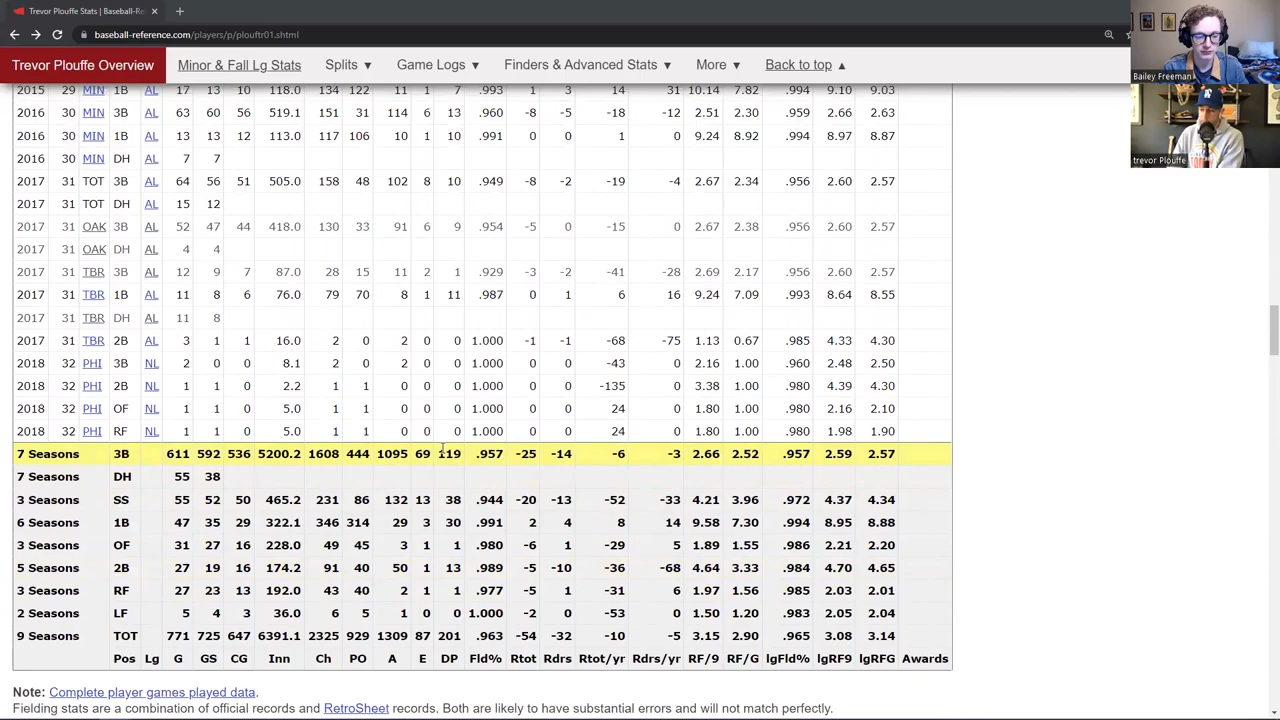 Trevor Plouffe Stats | Baseball-Re
baseball-reference.com/players/p/plouftr01.shtml
Trevor Plouffe Overview Minor & Fall Lg Stats Splits ▼ Game Logs ▼ Finders & Advanced Stats ▼ More ▼ Back to top ▲
Bailey Freeman
trevor Plouffe
2015 29 MIN 1B AL 17 13 10 118.0 134 122 11 1 7 .993 1 3 14 31 10.14 7.82 .994 9.10 9.03
2016 30 MIN 3B AL 63 60 56 519.1 151 31 114 6 13 .960 -8 -5 -18 -12 2.51 2.30 .959 2.66 2.63
2016 30 MIN 1B AL 13 13 12 113.0 117 106 10 1 10 .991 0 0 1 0 9.24 8.92 .994 8.97 8.87
2016 30 MIN DH AL 7 7
2017 31 TOT 3B AL 64 56 51 505.0 158 48 102 8 10 .949 -8 -2 -19 -4 2.67 2.34 .956 2.60 2.57
2017 31 TOT DH AL 15 12
2017 31 OAK 3B AL 52 47 44 418.0 130 33 91 6 9 .954 -5 0 -15 0 2.67 2.38 .956 2.60 2.57
2017 31 OAK DH AL 4 4
2017 31 TBR 3B AL 12 9 7 87.0 28 15 11 2 1 .929 -3 -2 -41 -28 2.69 2.17 .956 2.60 2.57
2017 31 TBR 1B AL 11 8 6 76.0 79 70 8 1 11 .987 0 1 6 16 9.24 7.09 .993 8.64 8.55
2017 31 TBR DH AL 11 8
2017 31 TBR 2B AL 3 1 1 16.0 2 0 2 0 0 1.000 -1 -1 -68 -75 1.13 0.67 .985 4.33 4.30
2018 32 PHI 3B NL 2 0 0 8.1 2 2 0 0 0 1.000 -43 0 2.16 1.00 .960 2.48 2.50
2018 32 PHI 2B NL 1 1 0 2.2 1 1 0 0 0 1.000 -135 0 3.38 1.00 .980 4.39 4.30
2018 32 PHI OF NL 1 1 0 5.0 1 1 0 0 0 1.000 24 0 1.80 1.00 .980 2.16 2.10
2018 32 PHI RF NL 1 1 0 5.0 1 1 0 0 0 1.000 24 0 1.80 1.00 .980 1.98 1.90
7 Seasons 3B 611 592 536 5200.2 1608 444 1095 69 119 .957 -25 -14 -6 -3 2.66 2.52 .957 2.59 2.57
7 Seasons DH 55 38
3 Seasons SS 55 52 50 465.2 231 86 132 13 38 .944 -20 -13 -52 -33 4.21 3.96 .972 4.37 4.34
6 Seasons 1B 47 35 29 322.1 346 314 29 3 30 .991 2 4 8 14 9.58 7.30 .994 8.95 8.88
3 Seasons OF 31 27 16 228.0 49 45 3 1 1 .980 -6 1 -29 5 1.89 1.55 .986 2.21 2.20
5 Seasons 2B 27 19 16 174.2 91 40 50 1 13 .989 -5 -10 -36 -68 4.64 3.33 .984 4.70 4.65
3 Seasons RF 27 23 13 192.0 43 40 2 1 1 .977 -5 1 -31 6 1.97 1.56 .985 2.03 2.01
2 Seasons LF 5 4 3 36.0 6 5 1 0 0 1.000 -2 0 -53 0 1.50 1.20 .983 2.05 2.04
9 Seasons TOT 771 725 647 6391.1 2325 929 1309 87 201 .963 -54 -32 -10 -5 3.15 2.90 .965 3.08 3.14
Pos Lg G GS CG Inn Ch PO A E DP Fld% Rtot Rdrs Rtot/yr Rdrs/yr RF/9 RF/G lgFld% lgRF9 lgRFG Awards
Note: Complete player games played data.
Fielding stats are a combination of official records and RetroSheet records. Both are likely to have substantial errors and will not match perfectly.